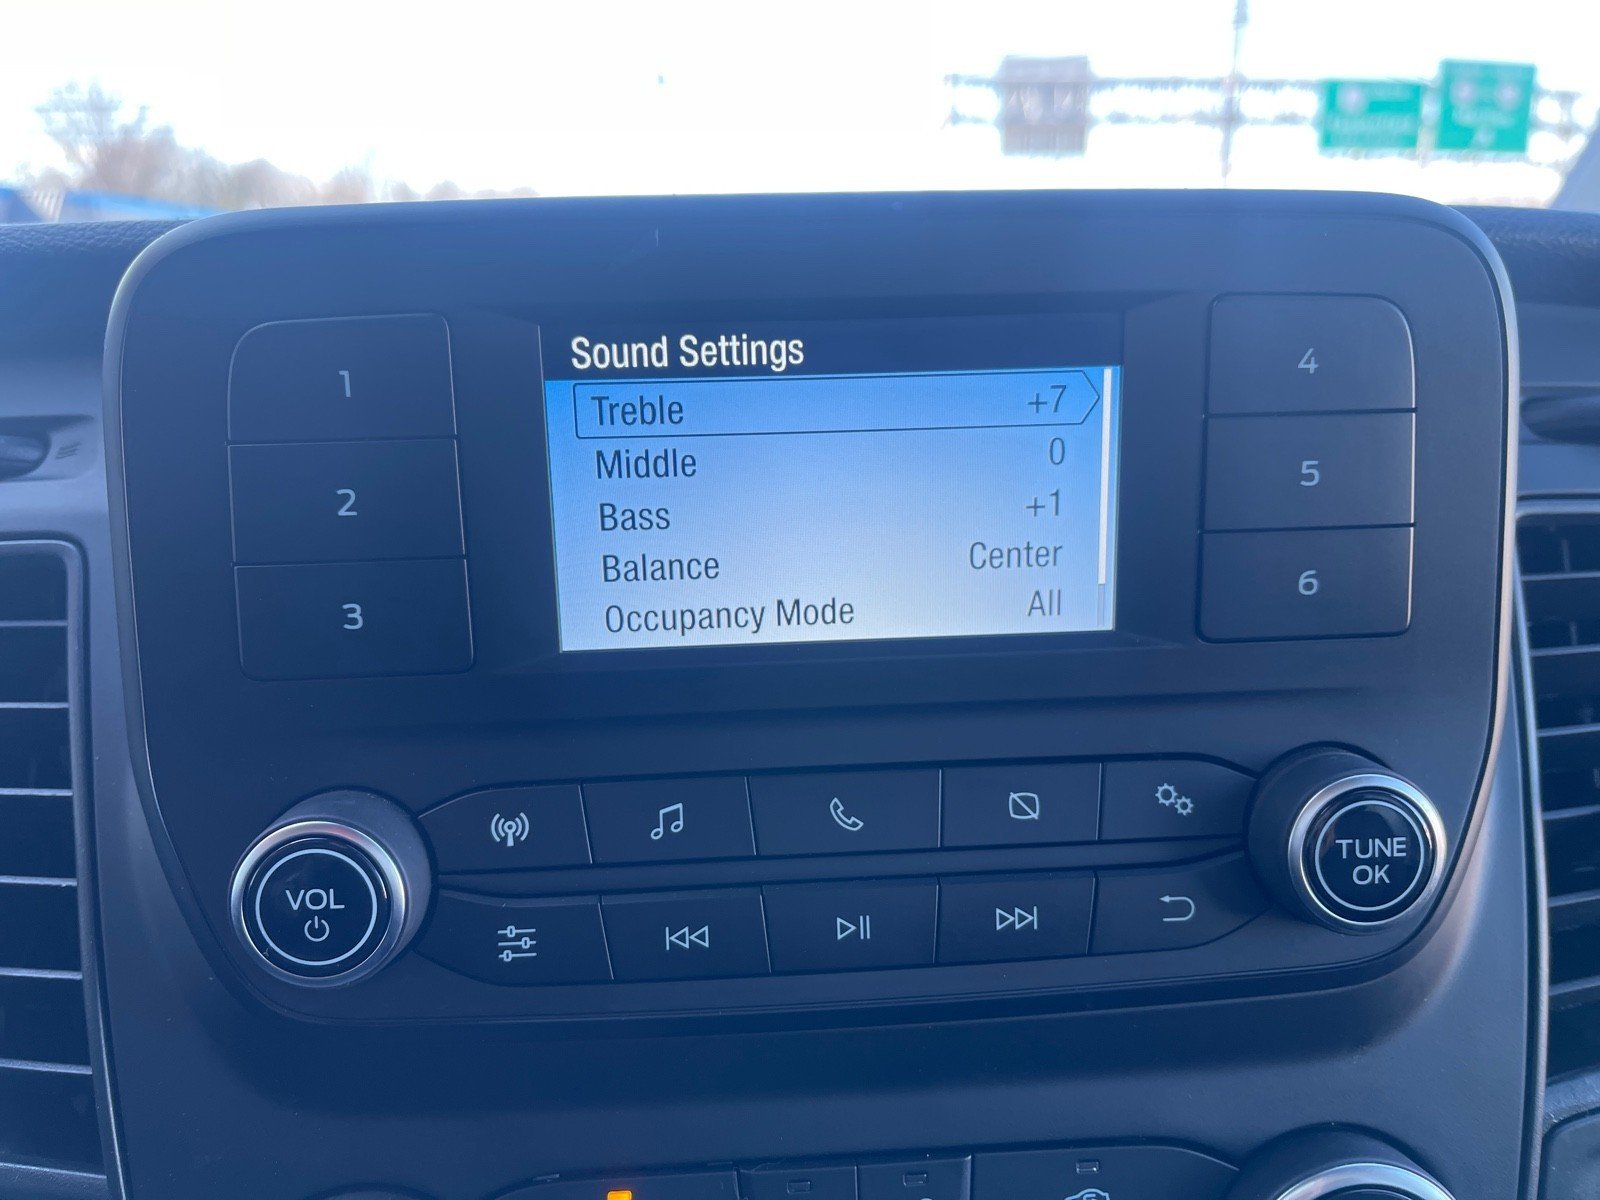 Sound Settings
Treble +7
Middle 0
Bass +1
Balance Center
Occupancy Mode All
1
2
3
4
5
6
VOL
TUNE
OK